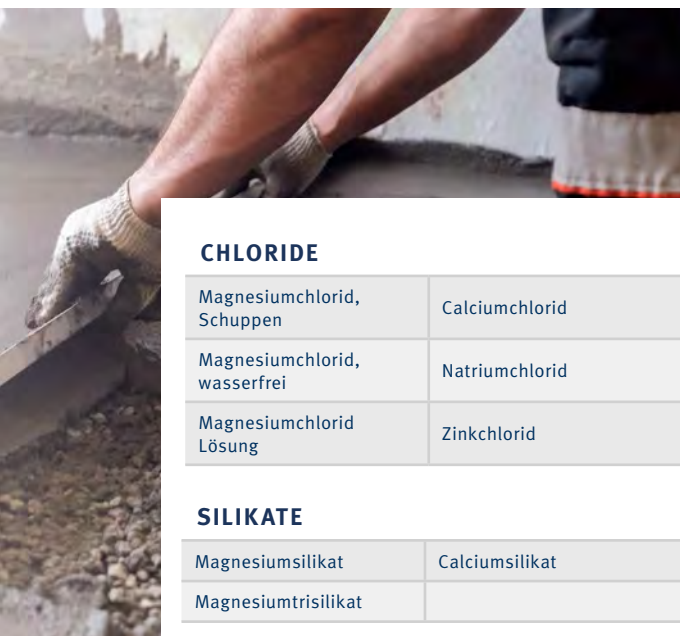 CHLORIDE
Magnesiumchlorid,
Schuppen
Calciumchlorid
Magnesiumchlorid,
wasserfrei
Natriumchlorid
Magnesiumchlorid
Lösung
Zinkchlorid
SILIKATE
Magnesiumsilikat
Calciumsilikat
Magnesiumtrisilikat